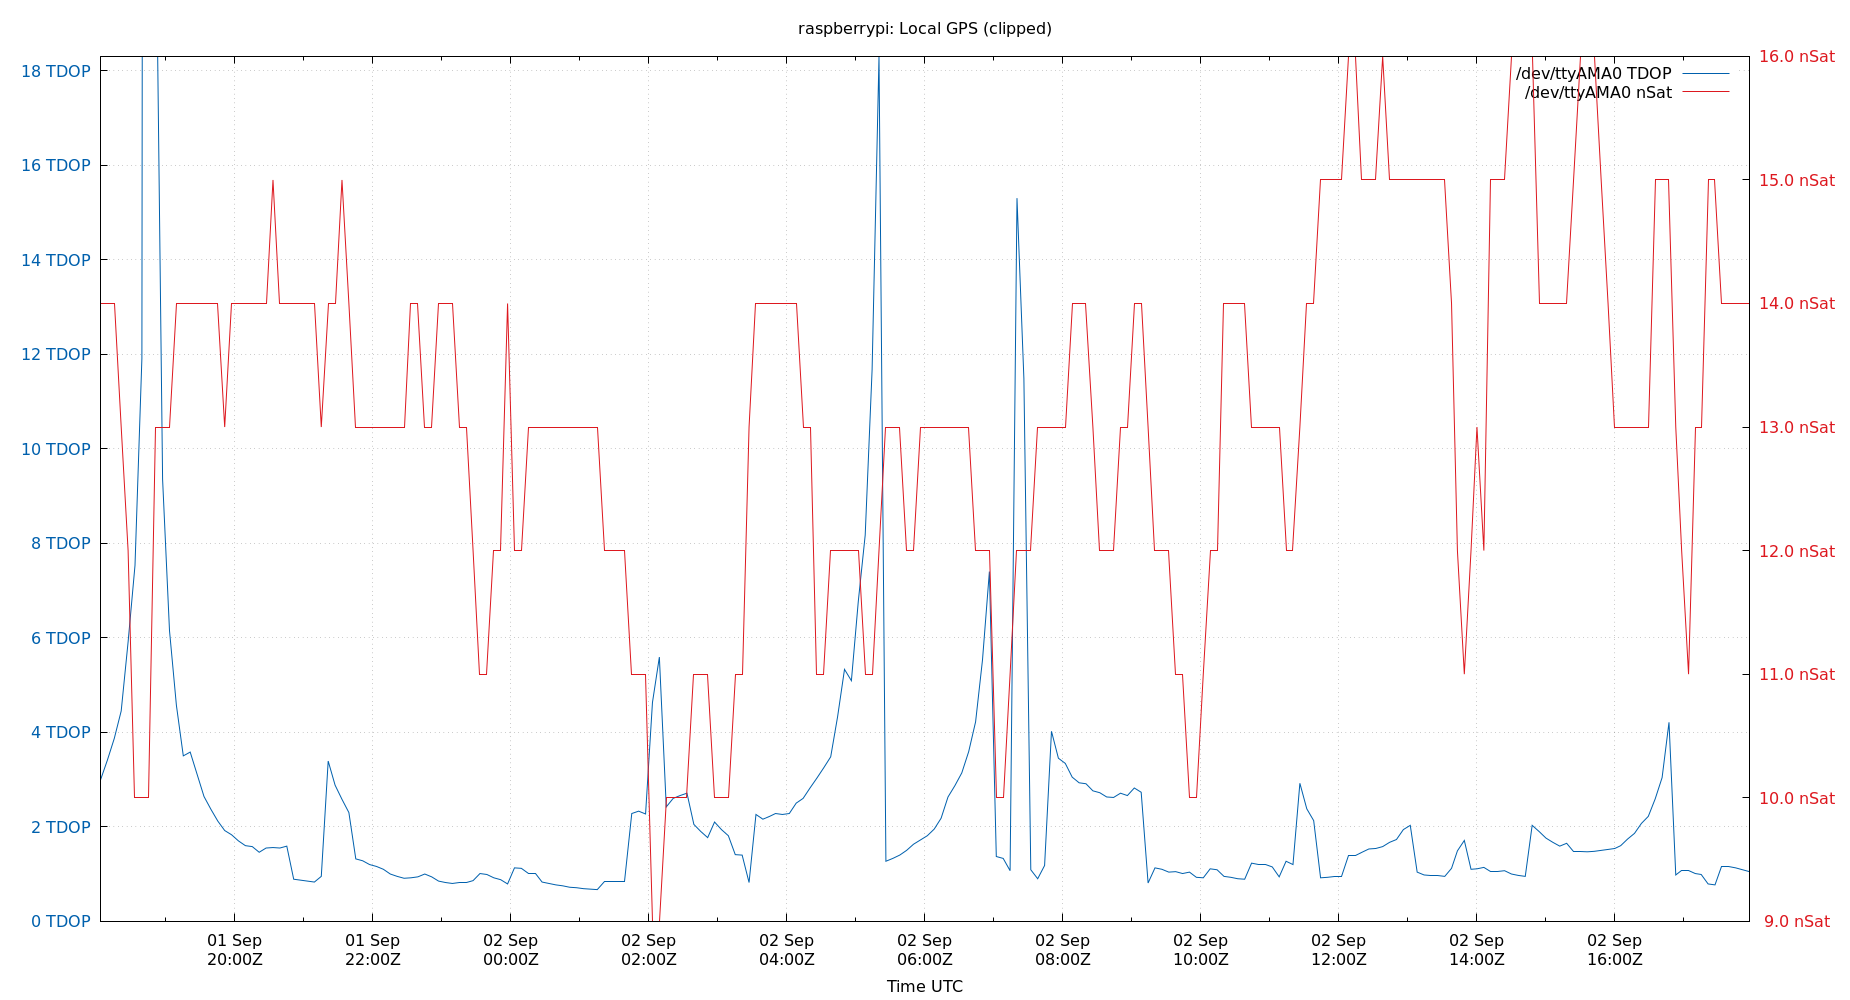 raspberrypi: Local GPS (clipped)
18 TDOP
16 TDOP
14 TDOP
12 TDOP
10 TDOP
8 TDOP
6 TDOP
4 TDOP
2 TDOP
0 TDOP
16.0 nSat
15.0 nSat
14.0 nSat
13.0 nSat
12.0 nSat
11.0 nSat
10.0 nSat
9.0 nSat
/dev/ttyAMA0 TDOP
/dev/ttyAMA0 nSat
01 Sep
20:00Z
01 Sep
22:00Z
02 Sep
00:00Z
02 Sep
02:00Z
02 Sep
04:00Z
02 Sep
06:00Z
02 Sep
08:00Z
02 Sep
10:00Z
02 Sep
12:00Z
02 Sep
14:00Z
02 Sep
16:00Z
Time UTC